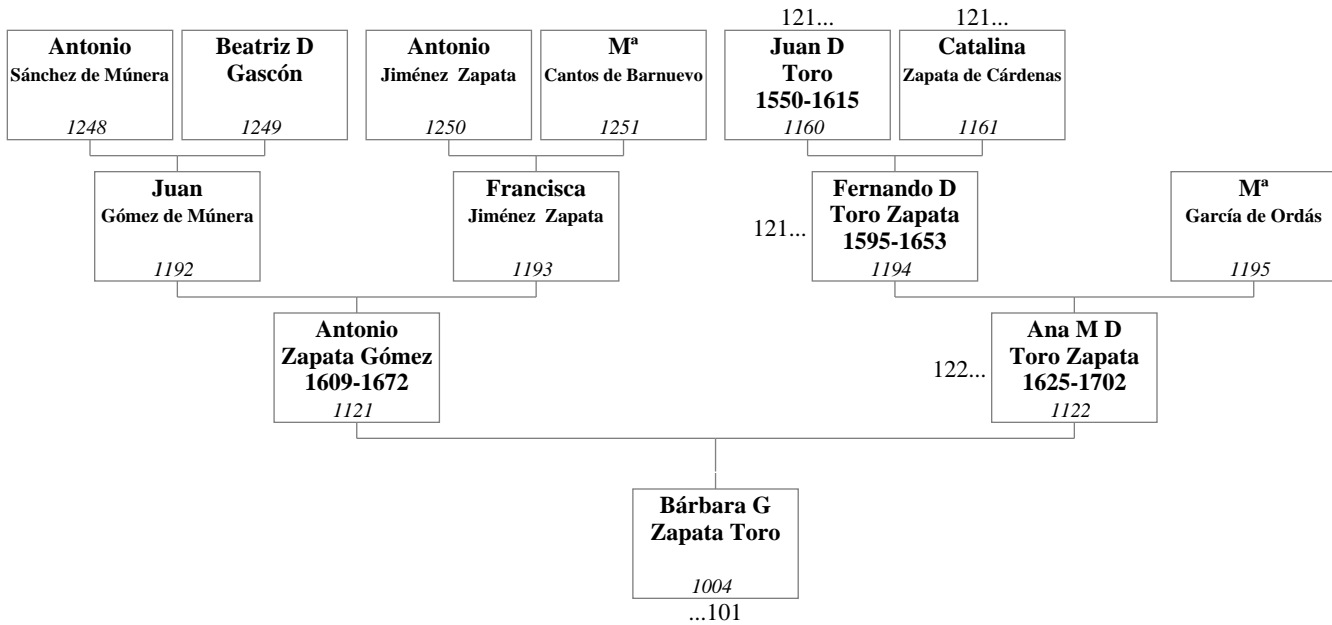 121...
121...
Antonio
Sánchez de Múnera
1248
Beatriz D
Gascón
1249
Antonio
Jiménez Zapata
1250
Mª
Cantos de Barnuevo
1251
Juan D
Toro
1550-1615
1160
Catalina
Zapata de Cárdenas
1161
Juan
Gómez de Múnera
1192
Francisca
Jiménez Zapata
1193
121...
Fernando D
Toro Zapata
1595-1653
1194
Mª
García de Ordás
1195
Antonio
Zapata Gómez
1609-1672
1121
122...
Ana M D
Toro Zapata
1625-1702
1122
Bárbara G
Zapata Toro
1004
...101